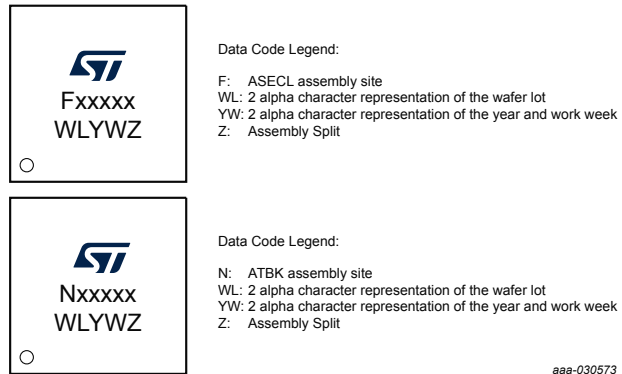 ST
Fxxxxx
WLYWZ
Data Code Legend:
F: ASECL assembly site
WL: 2 alpha character representation of the wafer lot
YW: 2 alpha character representation of the year and work week
Z: Assembly Split
ST
Nxxxxx
WLYWZ
Data Code Legend:
N: ATBK assembly site
WL: 2 alpha character representation of the wafer lot
YW: 2 alpha character representation of the year and work week
Z: Assembly Split
aaa-030573